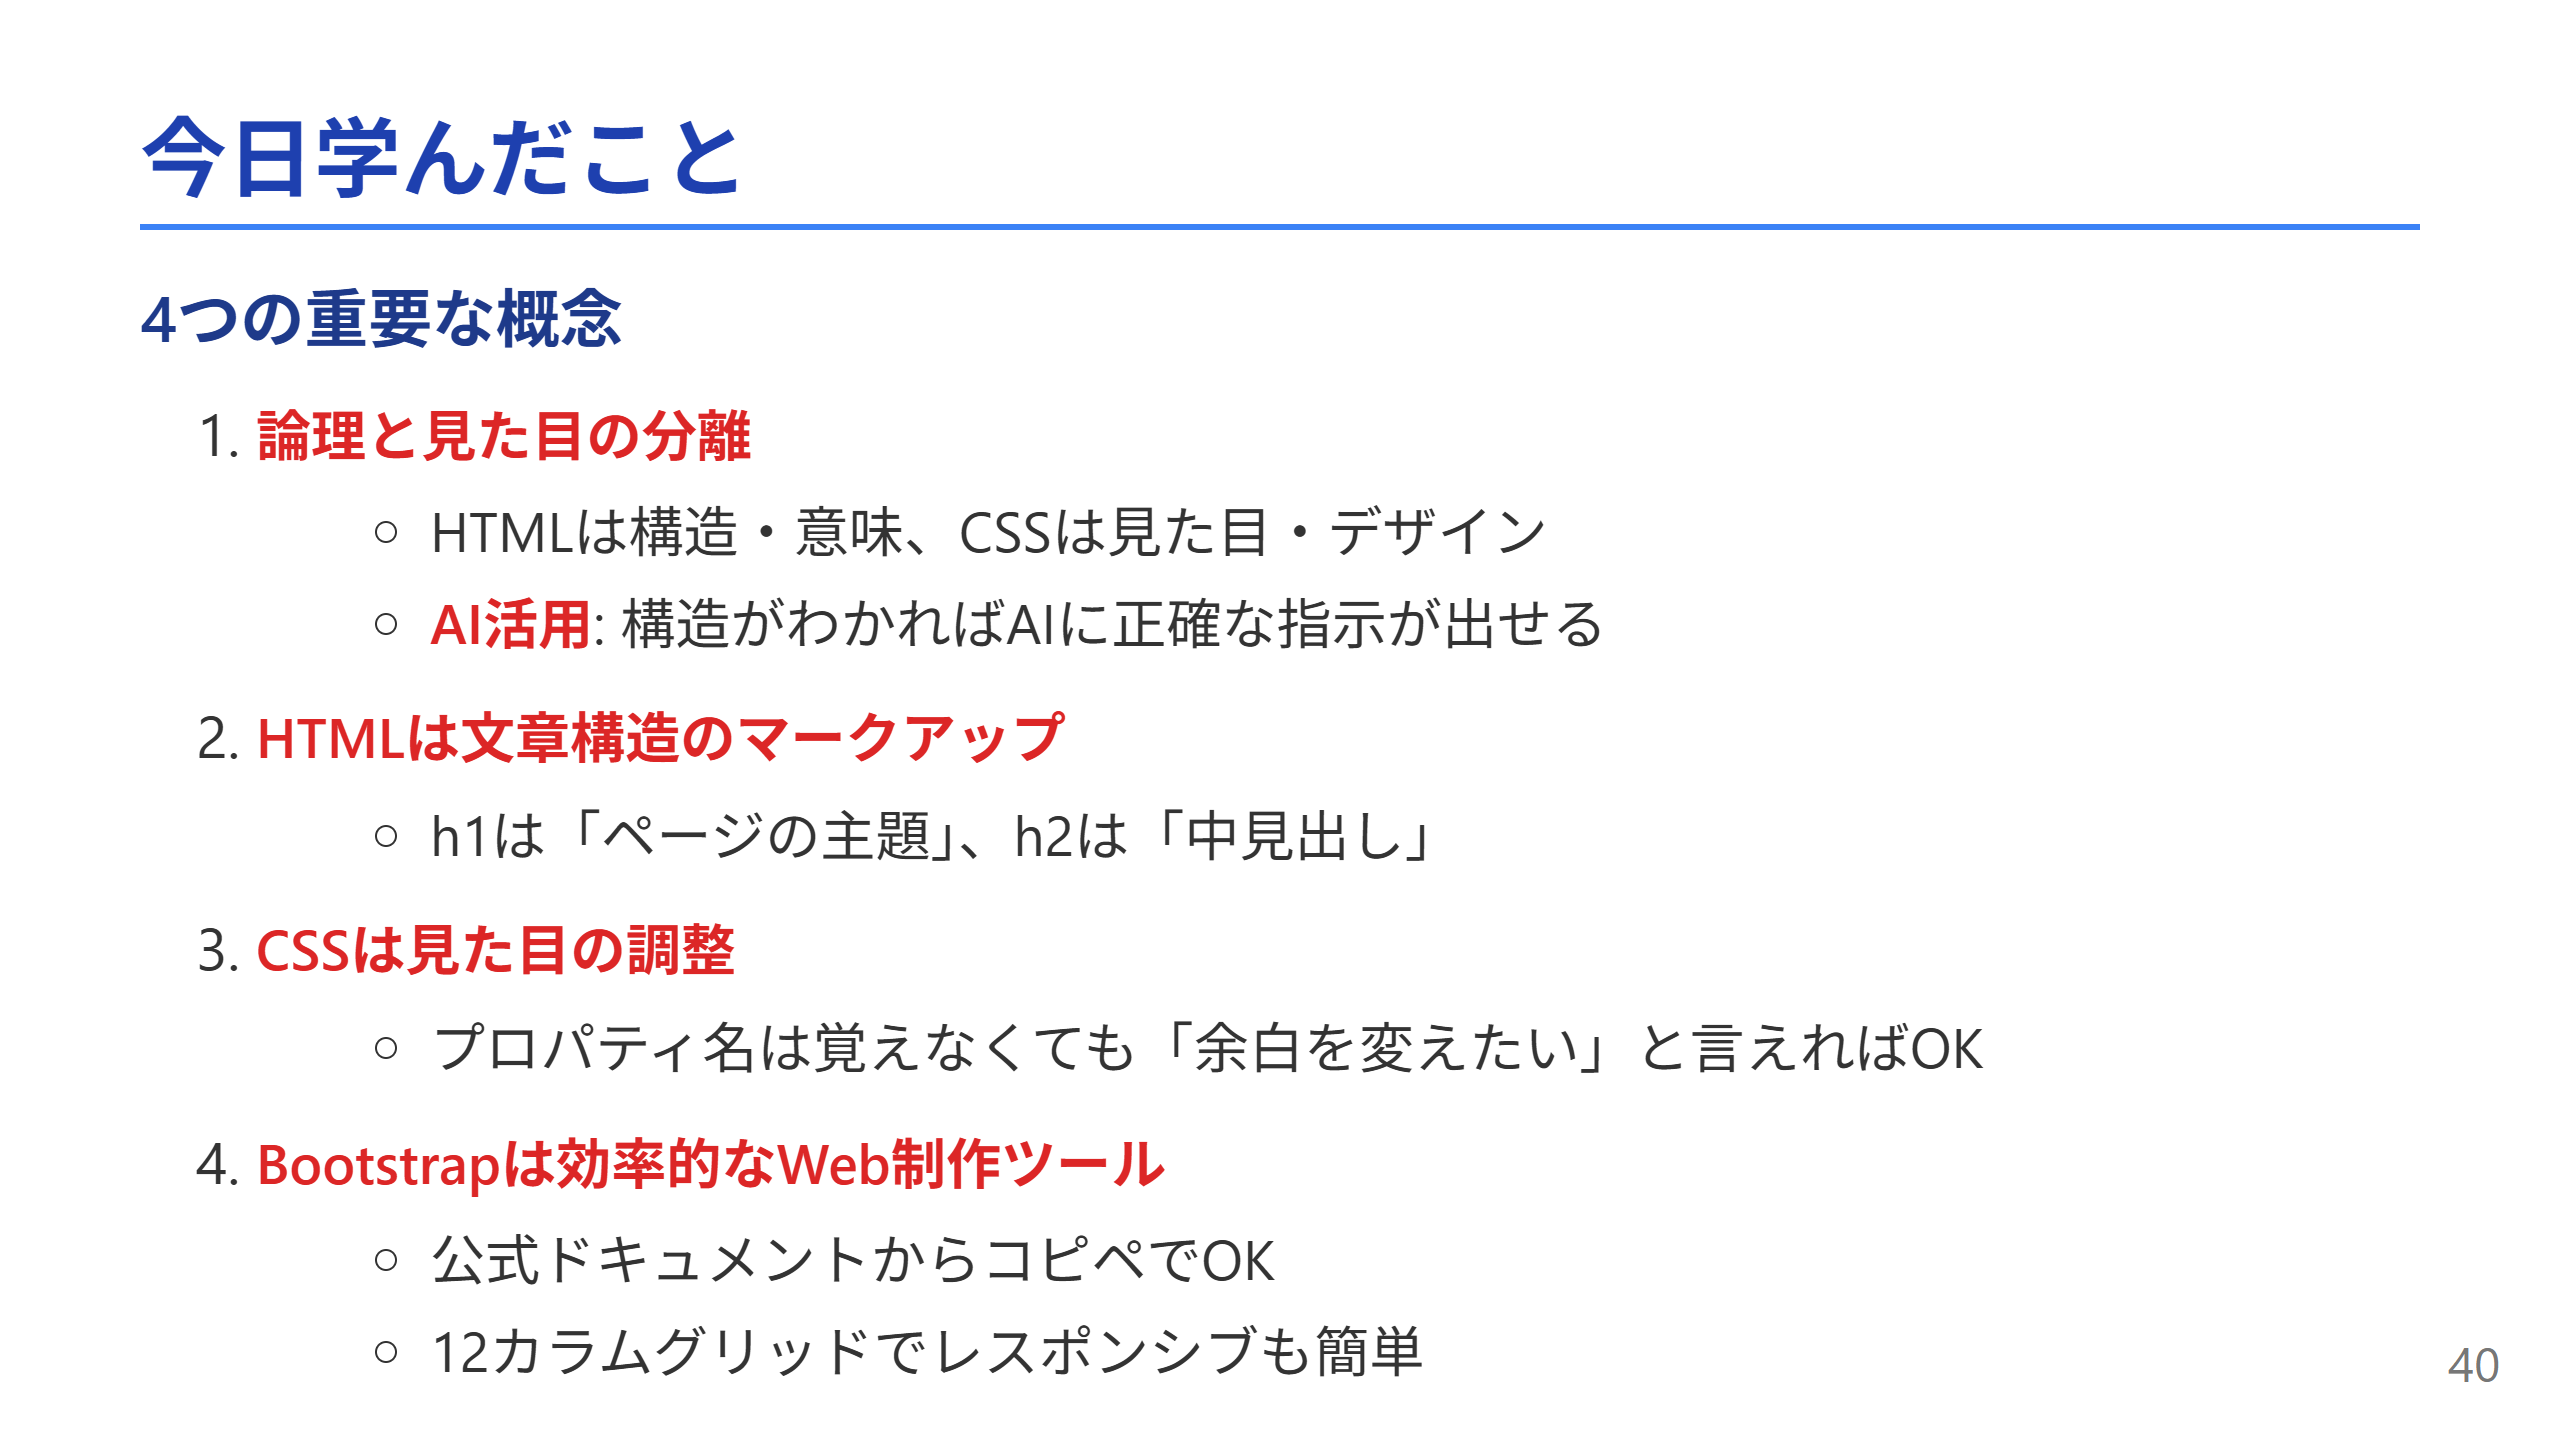 今日学んだこと
4つの重要な概念
1. 論理と見た目の分離
○ HTMLは構造・意味、CSSは見た目・デザイン
○ AI活用: 構造がわかればAIに正確な指示が出せる
2. HTMLは文章構造のマークアップ
○ h1は「ページの主題」、h2は「中見出し」
3. CSSは見た目の調整
○ プロパティ名は覚えなくても「余白を変えたい」と言えればOK
4. Bootstrapは効率的なWeb制作ツール
○ 公式ドキュメントからコピペでOK
○ 12カラムグリッドでレスポンシブも簡単
40